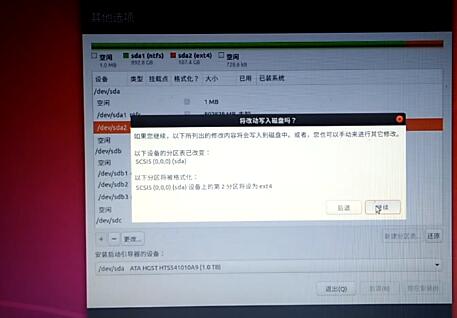 其他选项
空闲
1.0 MB
sda1 (ntfs)
892.8 GB
sda2 (ext4)
107.4 GB
空闲
728.6 kB
设备 类型 挂载点 格式化？ 大小 已用 已装系统
/dev/sda
空闲 1 MB
/dev/sda1 ntfs
/dev/sda2
空闲
/dev/sdb
空闲
/dev/sdb1
/dev/sdb2
/dev/sdb3
空闲
/dev/sdc
将改动写入磁盘吗？
如果您继续，以下所列出的修改内容将会写入到磁盘中。或者，您也可以手动来进行其它修改。
以下设备的分区表已改变：
SCSI5 (0,0,0) (sda)
以下分区将被格式化：
SCSI5 (0,0,0) (sda) 设备上的第 2 分区将设为 ext4
后退
继续
+ − 更改...
新建分区表...
还原
安装启动引导器的设备：
/dev/sda ATA HGST HTS541010A9 (1.0 TB)
退出(Q)
后退(B)
现在安装(I)